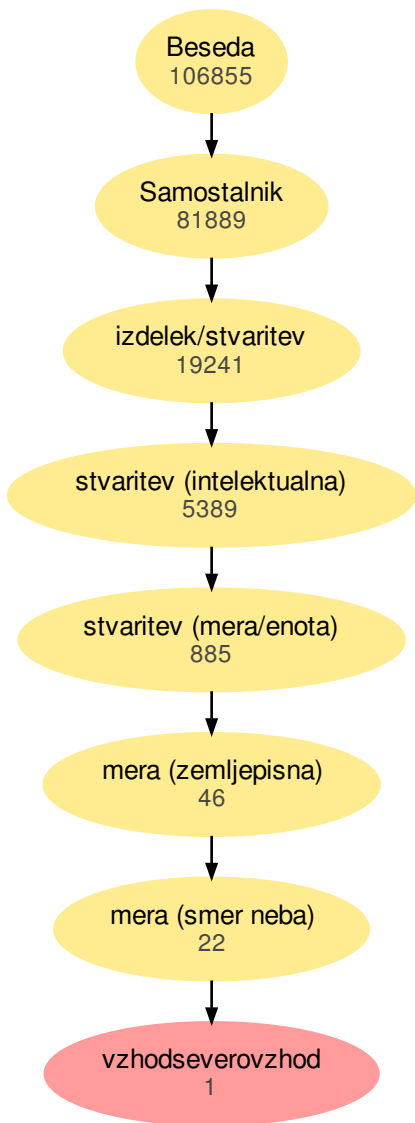 Beseda
106855
Samostalnik
81889
izdelek/stvaritev
19241
stvaritev (intelektualna)
5389
stvaritev (mera/enota)
885
mera (zemljepisna)
46
mera (smer neba)
22
vzhodseverovzhod
1